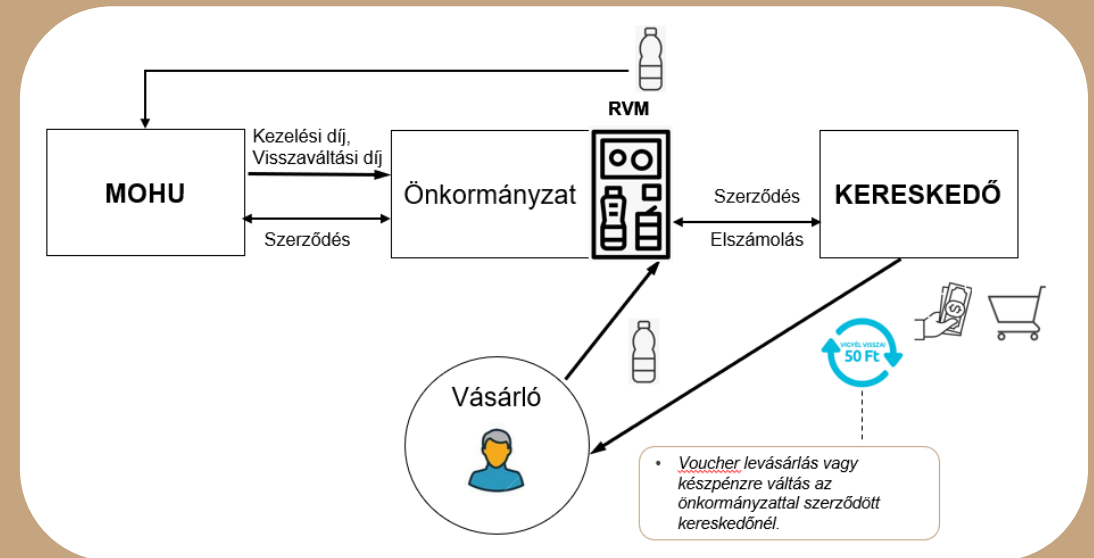 RVM
Kezelési díj,
Visszaváltási díj
MOHU
Önkormányzat
Szerződés
KERESKEDŐ
Szerződés
Elszámolás
VIGYÉL VISSZA!
50 Ft
Vásárló
• Voucher levásárlás vagy
készpénzre váltás az
önkormányzattal szerződött
kereskedőnél.